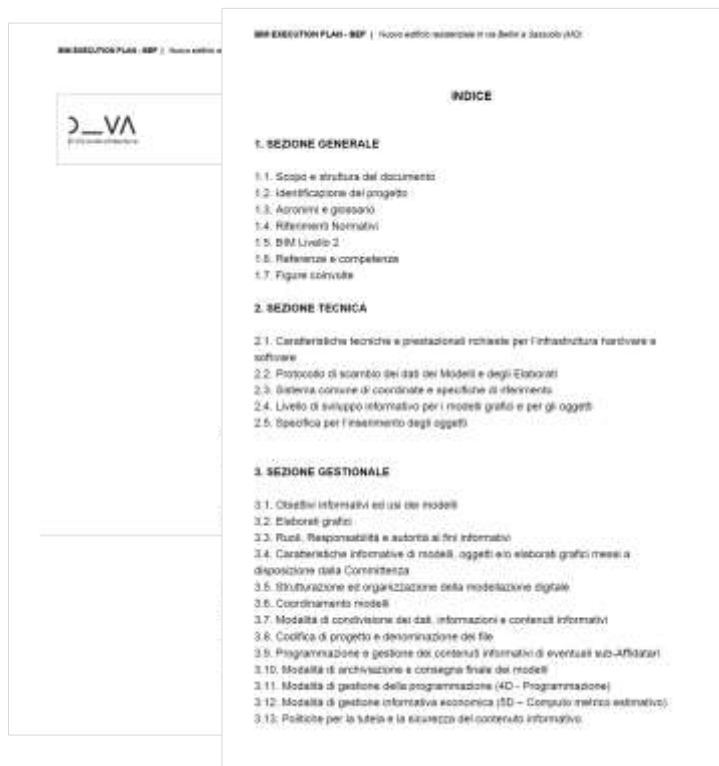 BIM EXECUTION PLAN - BEP | Nuovo edificio
D_VA
BIM EXECUTION PLAN - BEP | Nuovo edificio residenziale in via Bellini a Sassuolo (MO)
INDICE
1. SEZIONE GENERALE
1.1. Scopo e struttura del documento
1.2. Identificazione del progetto
1.3. Acronimi e glossario
1.4. Riferimenti Normativi
1.5. BIM Livello 2
1.6. Referenze e competenze
1.7. Figure coinvolte
2. SEZIONE TECNICA
2.1. Caratteristiche tecniche e prestazionali richieste per l'infrastruttura hardware e
software
2.2. Protocollo di scambio dei dati dei Modelli e degli Elaborati
2.3. Sistema comune di coordinate e specifiche di riferimento
2.4. Livello di sviluppo informativo per i modelli grafici e per gli oggetti
2.5. Specifica per l'inserimento degli oggetti
3. SEZIONE GESTIONALE
3.1. Obiettivi informativi ed usi dei modelli
3.2. Elaborati grafici
3.3. Ruoli, Responsabilità e autorità ai fini informativi
3.4. Caratteristiche informative di modelli, oggetti e/o elaborati grafici messi a
disposizione dalla Committenza
3.5. Strutturazione ed organizzazione della modellazione digitale
3.6. Coordinamento modelli
3.7. Modalità di condivisione dei dati, informazioni e contenuti informativi
3.8. Codifica di progetto e denominazione dei file
3.9. Programmazione e gestione dei contenuti informativi di eventuali sub-Affidatari
3.10. Modalità di archiviazione e consegna finale dei modelli
3.11. Modalità di gestione della programmazione (4D - Programmazione)
3.12. Modalità di gestione informativa economica (5D – Computo metrico estimativo)
3.13. Politiche per la tutela e la sicurezza del contenuto informativo